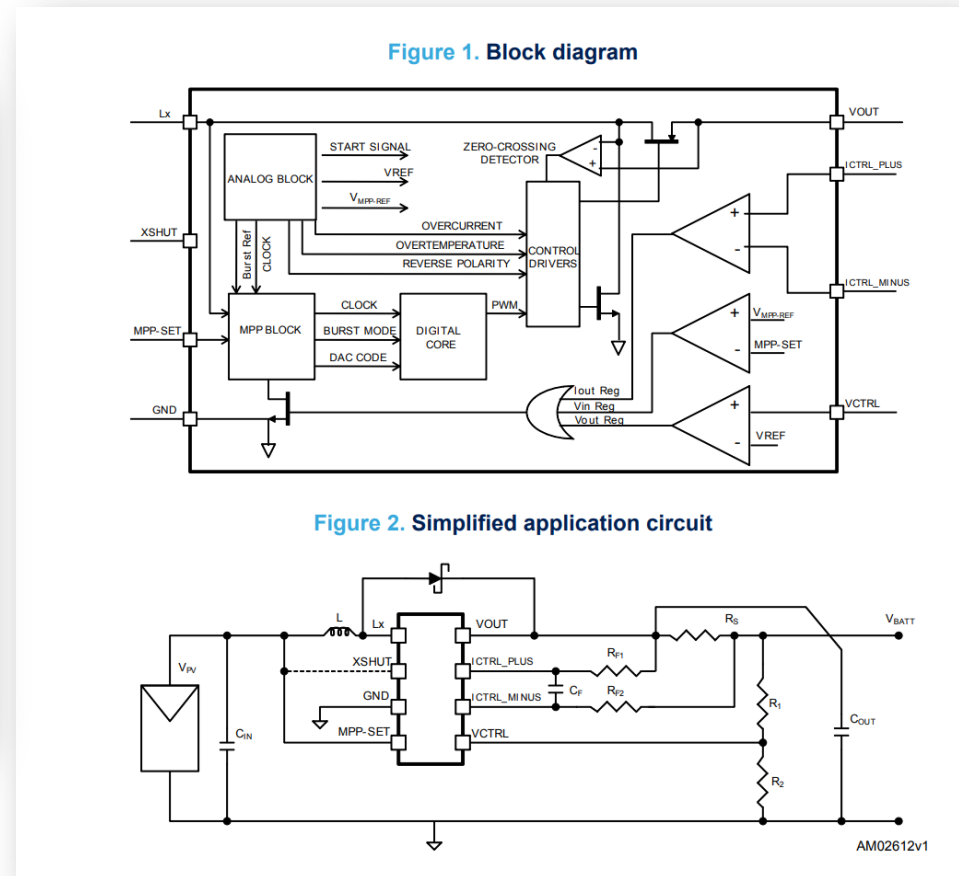 Figure 1. Block diagram
Lx
VOUT
START SIGNAL
ZERO-CROSSING
DETECTOR
-
+
ANALOG BLOCK
VREF
VMPP-REF
ICTRL_PLUS
+
-
XSHUT
OVERCURRENT
OVERTEMPERATURE
REVERSE POLARITY
CONTROL
DRIVERS
Burst Ref
CLOCK
ICTRL_MINUS
MPP-SET
MPP BLOCK
CLOCK
BURST MODE
DAC CODE
DIGITAL
CORE
PWM
+
VMPP-REF
-
MPP-SET
GND
Iout Reg
Vin Reg
Vout Reg
+
-
VREF
VCTRL
Figure 2. Simplified application circuit
L
Lx
VOUT
RS
VBATT
VPV
XSHUT
ICTRL_PLUS
RF1
GND
ICTRL_MINUS
CF
RF2
R1
CIN
MPP-SET
VCTRL
COUT
R2
AM02612v1